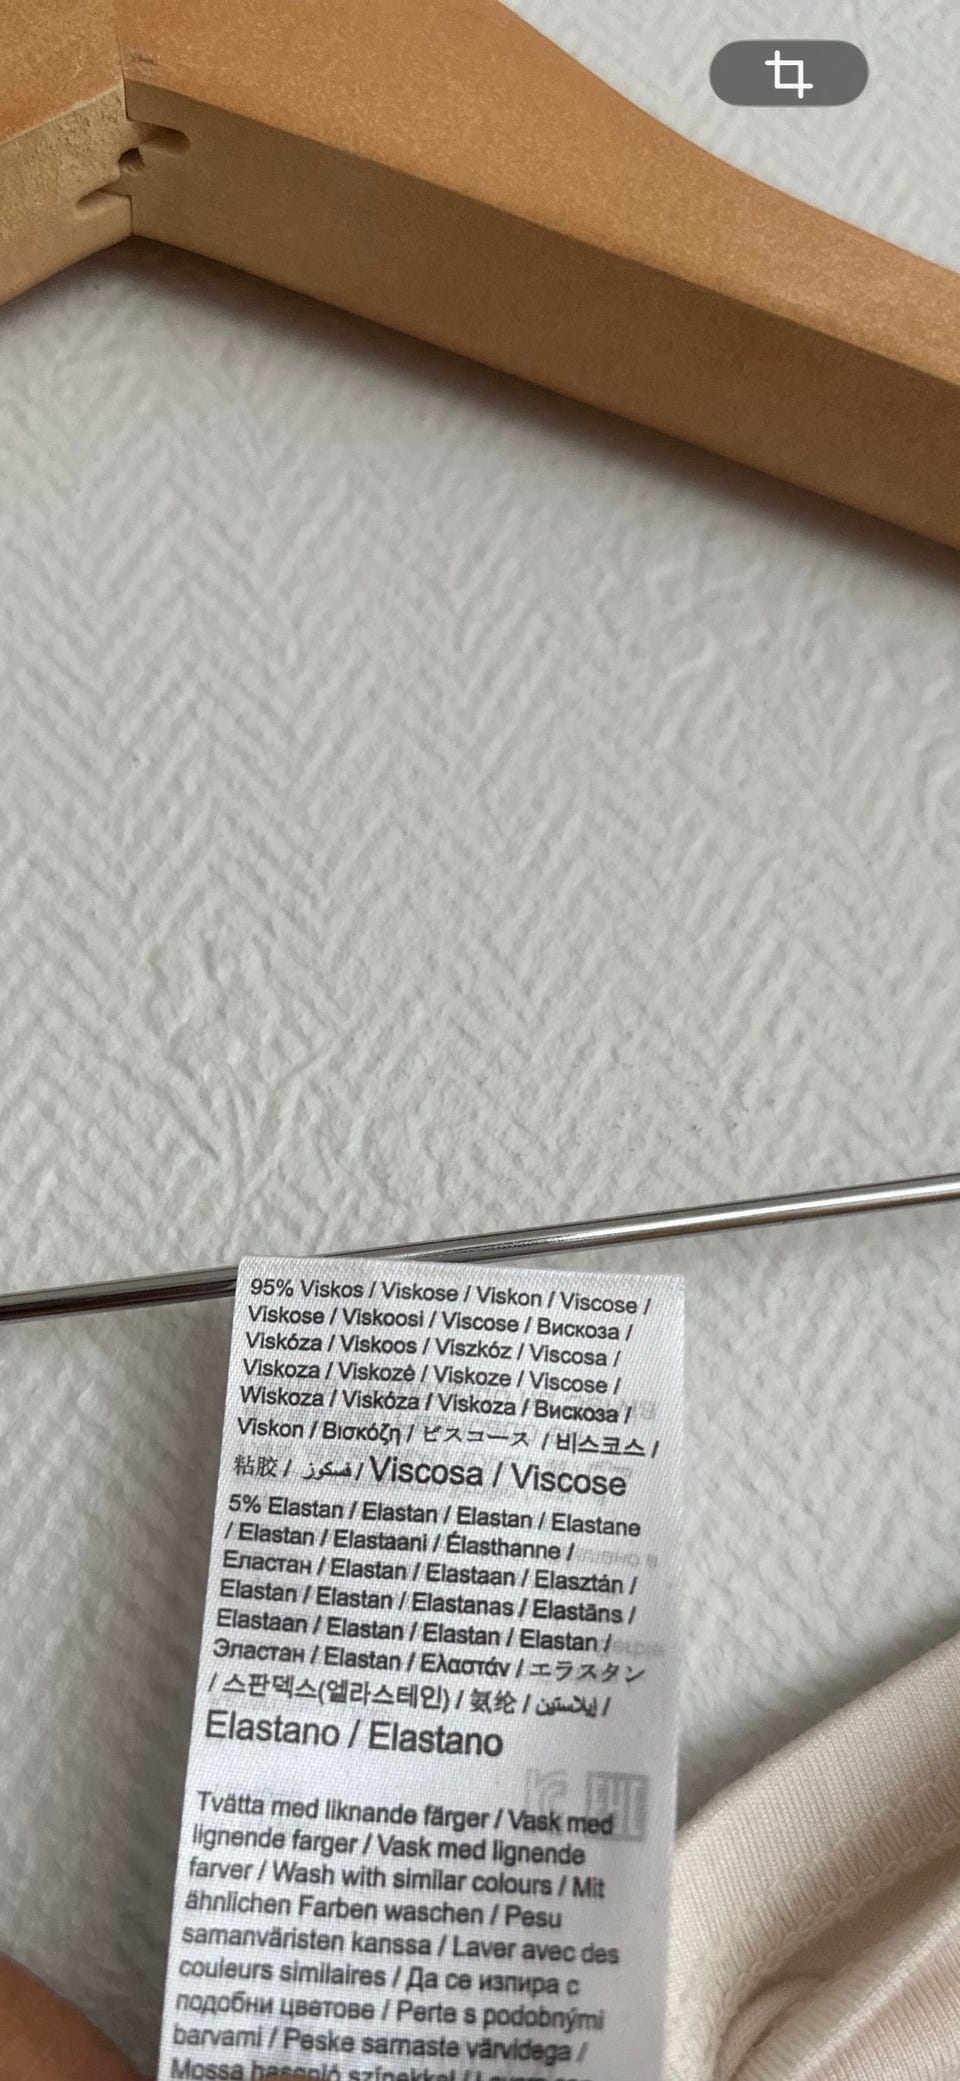 95% Viskos / Viskose / Viskon / Viscose /
Viskose / Viskoosi / Viscose / Вискоза /
Viskóza / Viskoos / Viszkóz / Viscosa /
Viskoza / Viskozė / Viskoze / Viscose /
Wiskoza / Viskóza / Viskoza / Вискоза /
Viskon / Βισκόζη / ビスコース / 비스코스 /
粘胶 / فسكوز / Viscosa / Viscose
5% Elastan / Elastan / Elastan / Elastane
/ Elastan / Elastaani / Élasthanne /
Еластан / Elastan / Elastaan / Elasztán /
Elastan / Elastan / Elastanas / Elastāns /
Elastaan / Elastan / Elastan / Elastan /
Эластан / Elastan / Ελαστάν / エラスタン
/ 스판덱스(엘라스테인) / 氨纶 / إيلاستين /
Elastano / Elastano
Tvätta med liknande färger / Vask med
lignende farger / Vask med lignende
farver / Wash with similar colours / Mit
ähnlichen Farben waschen / Pesu
samanväristen kanssa / Laver avec des
couleurs similaires / Да се изпира с
подобни цветове / Perte s podobnými
barvami / Peske samaste värvidega /
Mossa hasonló színekkel /